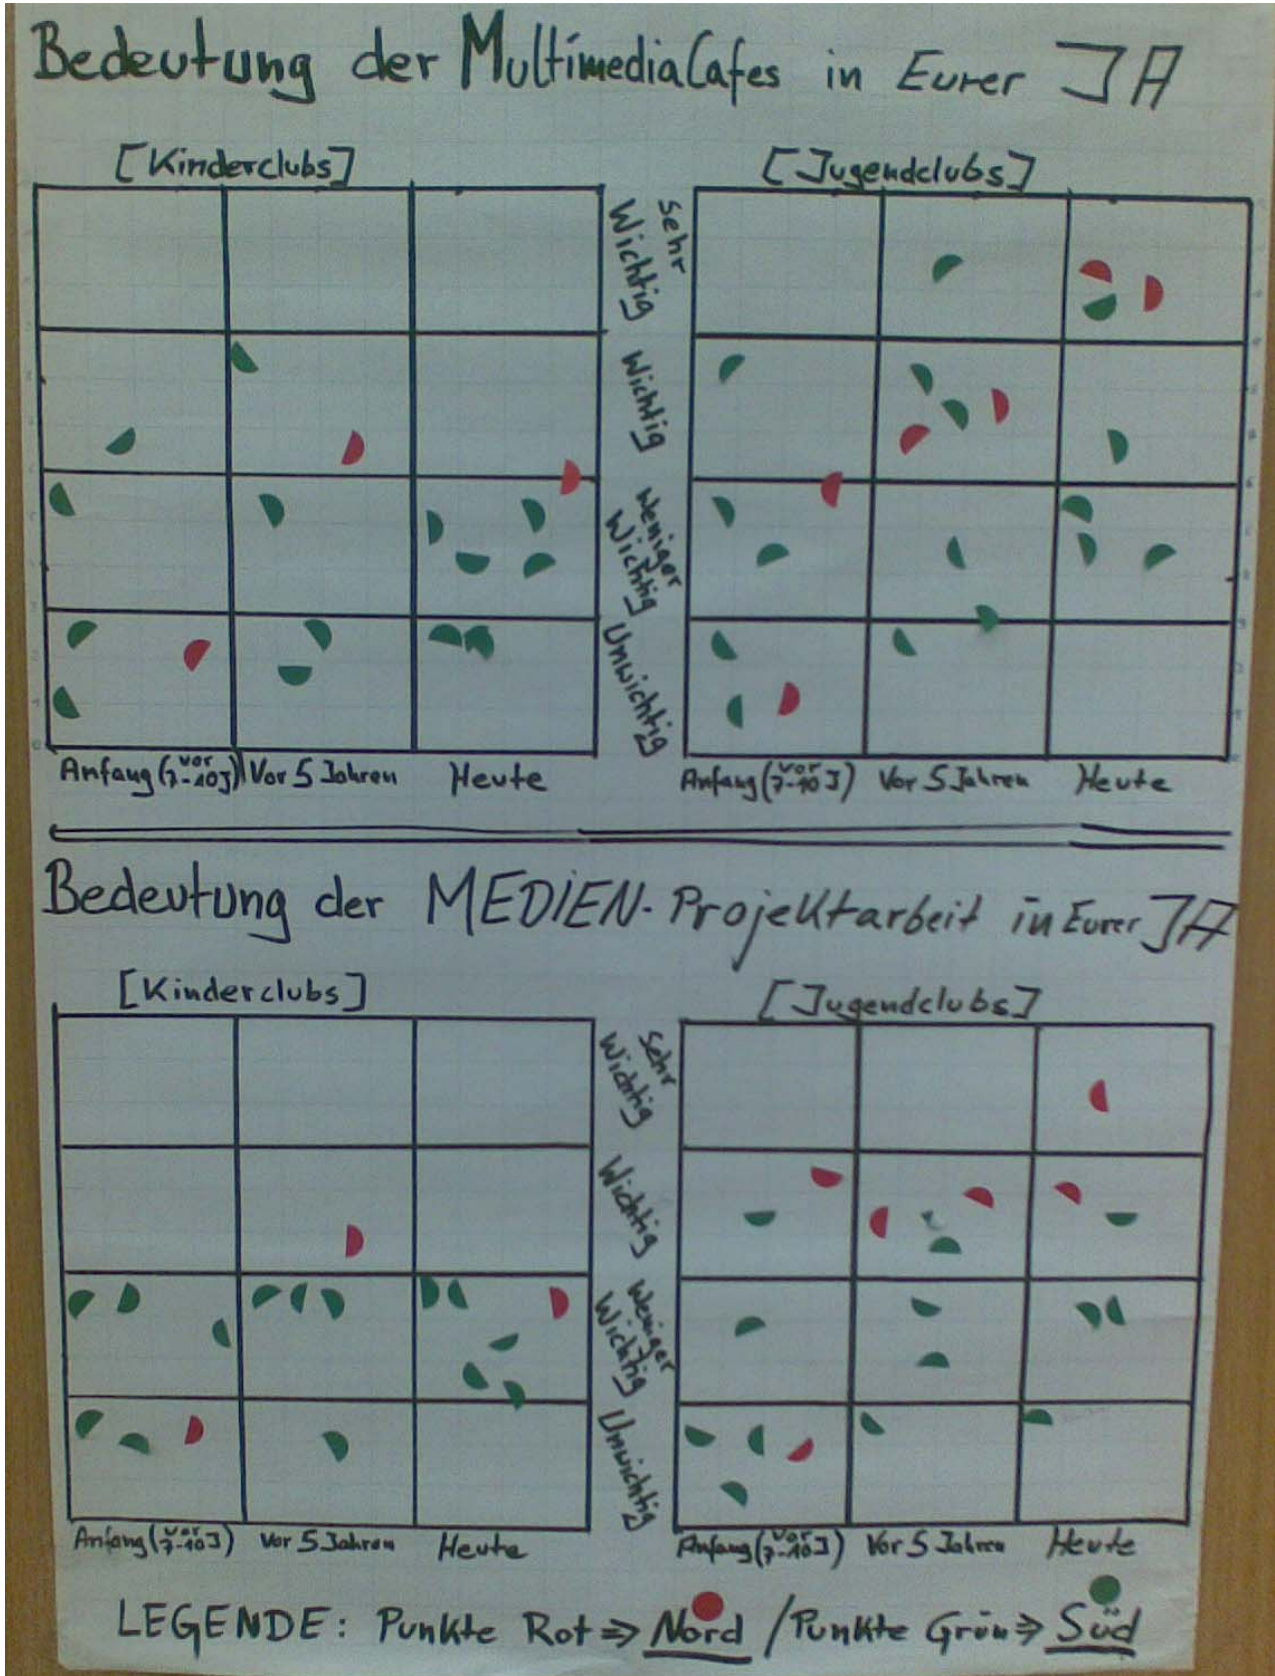 Bedeutung der MultimediaCafes in Eurer JA
[Kinderclubs]
[Jugendclubs]
Sehr
Wichtig
Wichtig
Weniger
Wichtig
Unwichtig
Anfang (vor 7-10 J)
Vor 5 Jahren
Heute
Anfang (vor 7-10 J)
Vor 5 Jahren
Heute
Bedeutung der MEDIEN-Projektarbeit in Eurer JA
[Kinderclubs]
[Jugendclubs]
Sehr
Wichtig
Wichtig
Weniger
Wichtig
Unwichtig
Anfang (vor 7-10 J)
Vor 5 Jahren
Heute
Anfang (vor 7-10 J)
Vor 5 Jahren
Heute
LEGENDE: Punkte Rot ⇒ Nord / Punkte Grün ⇒ Süd